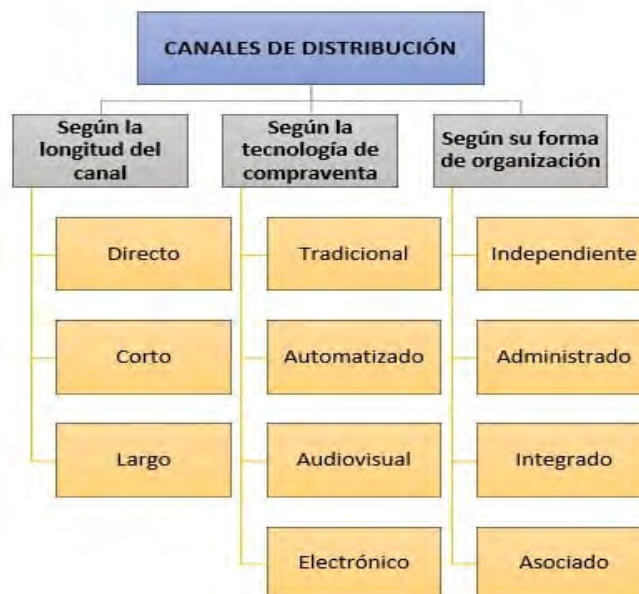 CANALES DE DISTRIBUCIÓN
Según la
longitud del
canal
Directo
Corto
Largo
Según la
tecnología de
compraventa
Tradicional
Automatizado
Audiovisual
Electrónico
Según su forma
de organización
Independiente
Administrado
Integrado
Asociado